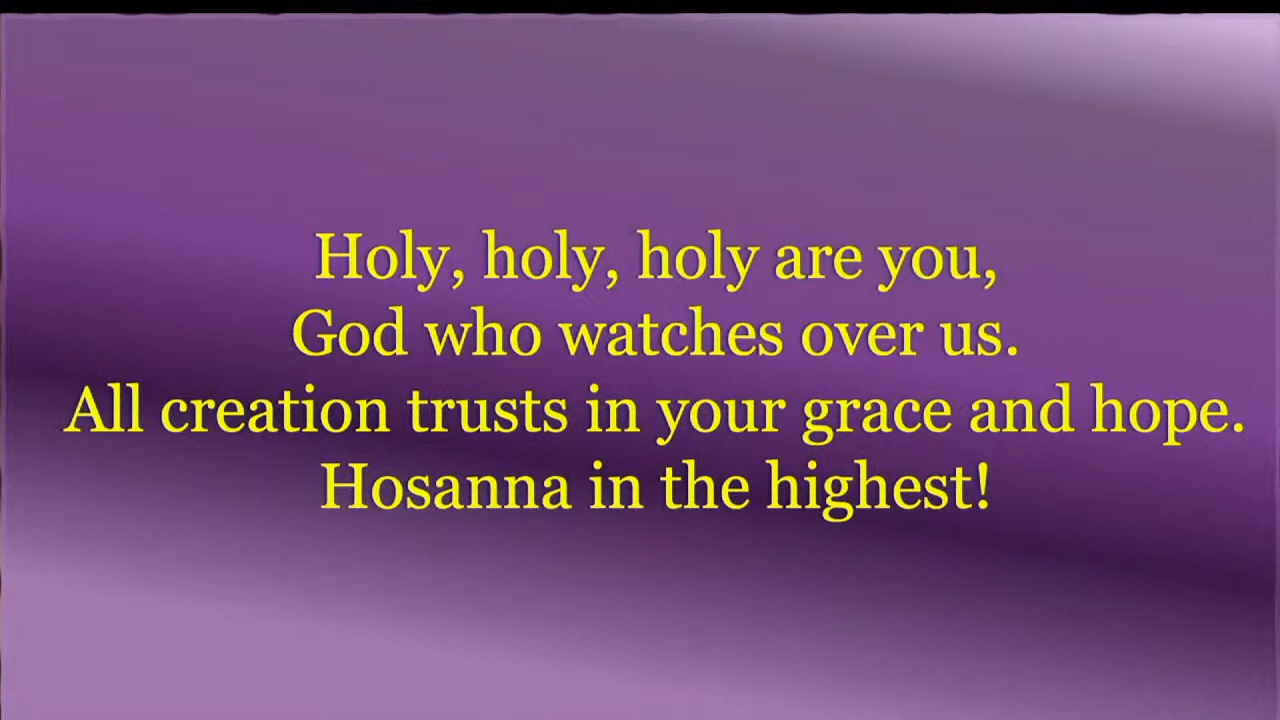 Holy, holy, holy are you,
God who watches over us.
All creation trusts in your grace and hope.
Hosanna in the highest!